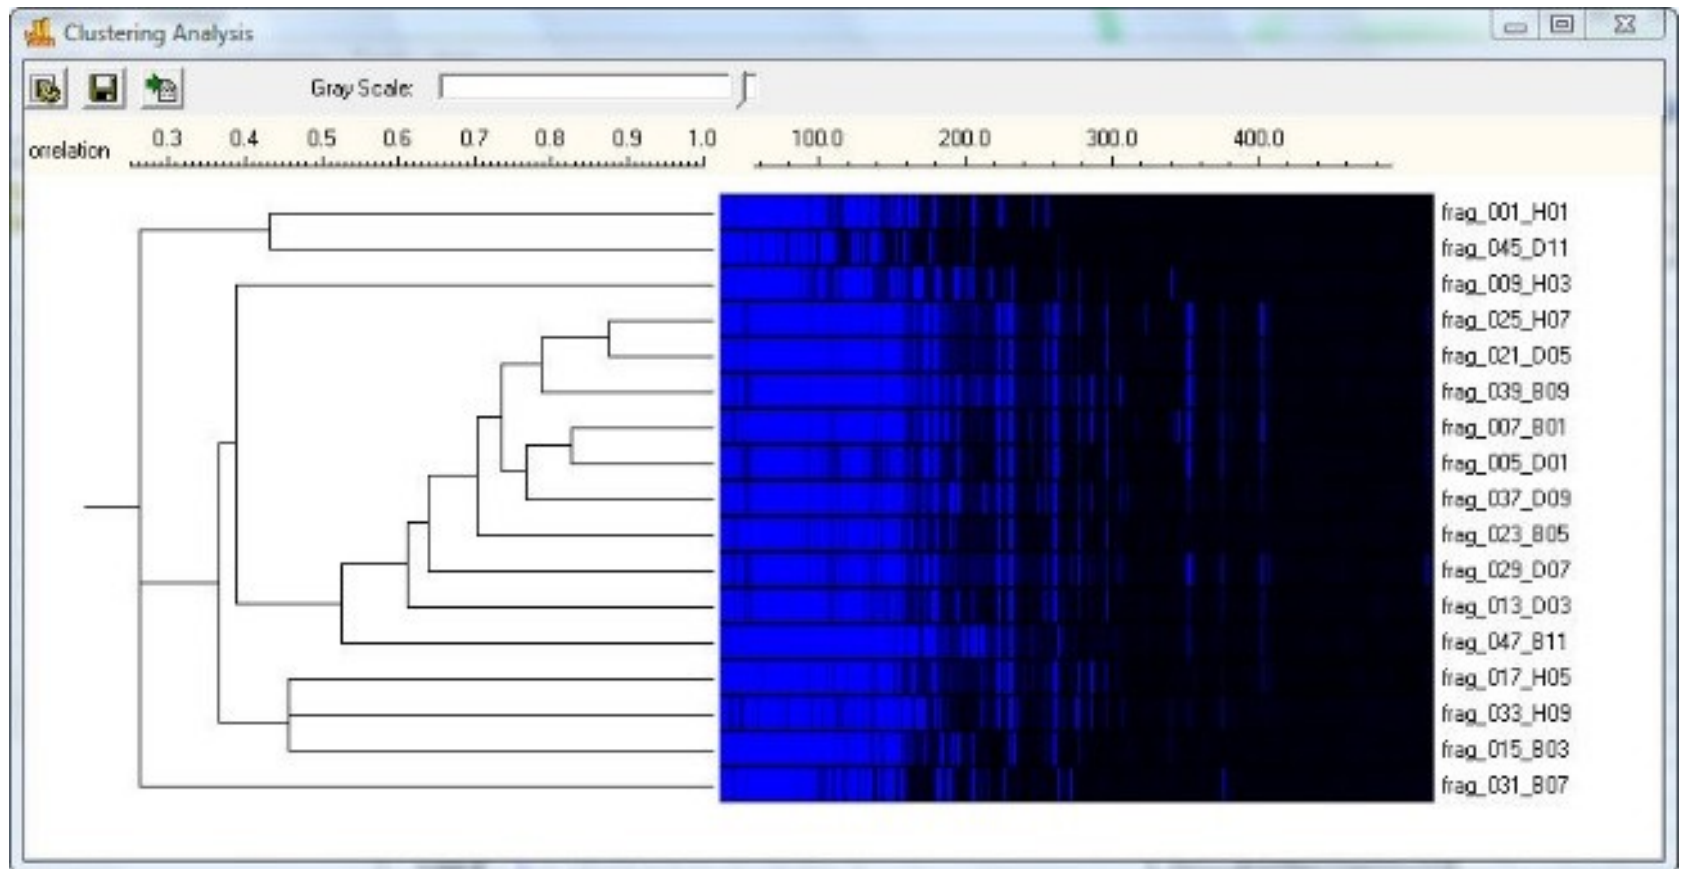 Clustering Analysis
Gray Scale:
orrelation 0.3 0.4 0.5 0.6 0.7 0.8 0.9 1.0 100.0 200.0 300.0 400.0
frag_001_H01
frag_045_D11
frag_009_H03
frag_025_H07
frag_021_D05
frag_039_B09
frag_007_B01
frag_005_D01
frag_037_D09
frag_023_B05
frag_029_D07
frag_013_D03
frag_047_B11
frag_017_H05
frag_033_H09
frag_015_B03
frag_031_B07